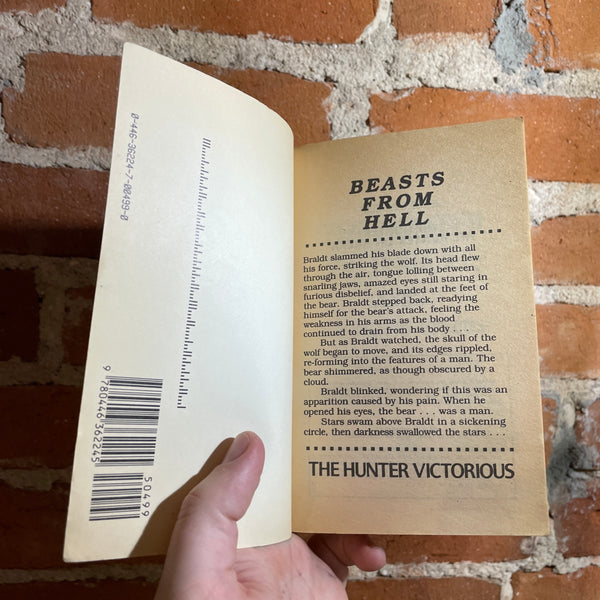 0-446-36224-7-00499-0
9 780446 362245
50499
BEASTS
FROM
HELL
Braldt slammed his blade down with all
his force, striking the wolf. Its head flew
through the air, tongue lolling between
snarling jaws, amazed eyes still staring in
furious disbelief, and landed at the feet of
the bear. Braldt stepped back, readying
himself for the bear's attack, feeling the
weakness in his arms as the blood
continued to drain from his body . . .
But as Braldt watched, the skull of the
wolf began to move, and its edges rippled,
re-forming into the features of a man. The
bear shimmered, as though obscured by a
cloud.
Braldt blinked, wondering if this was an
apparition caused by his pain. When he
opened his eyes, the bear . . . was a man.
Stars swam above Braldt in a sickening
circle, then darkness swallowed the stars . . .
THE HUNTER VICTORIOUS